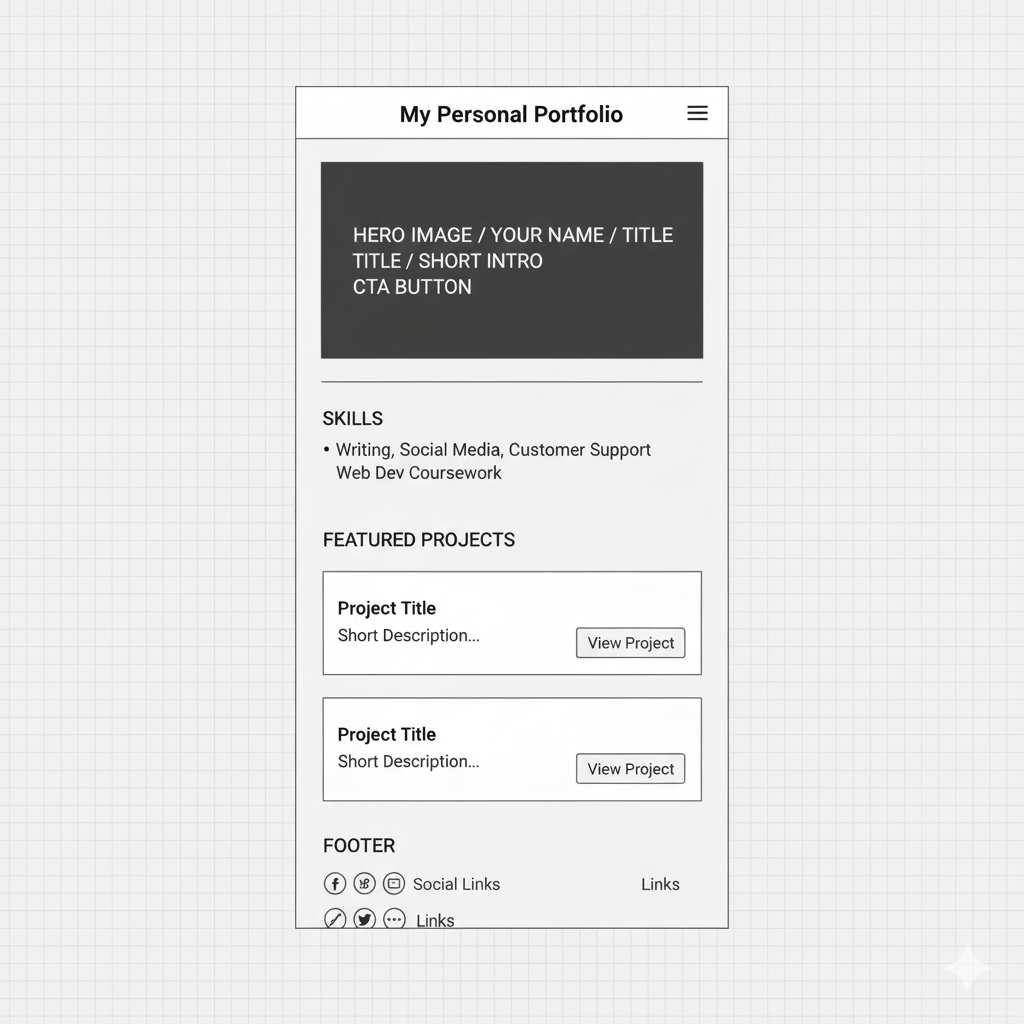 My Personal Portfolio
HERO IMAGE / YOUR NAME / TITLE
TITLE / SHORT INTRO
CTA BUTTON
SKILLS
• Writing, Social Media, Customer Support
Web Dev Coursework
FEATURED PROJECTS
Project Title
Short Description...
View Project
Project Title
Short Description...
View Project
FOOTER
Social Links
Links
Links